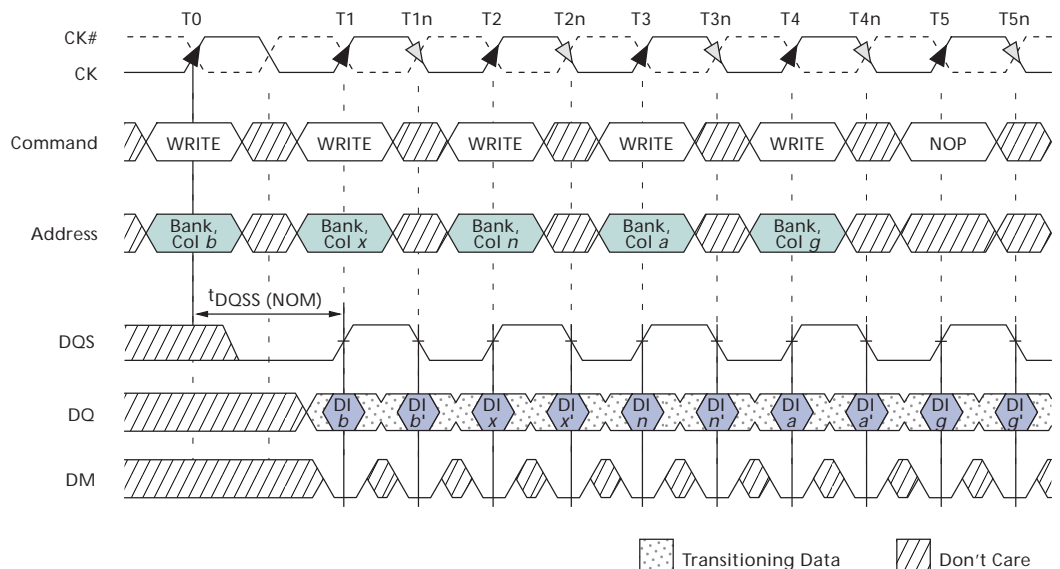 T0 T1 T1n T2 T2n T3 T3n T4 T4n T5 T5n
CK#
CK
Command WRITE WRITE WRITE WRITE WRITE NOP
Address Bank, Col b Bank, Col x Bank, Col n Bank, Col a Bank, Col g
tDQSS (NOM)
DQS
DQ DI b DI b' DI x DI x' DI n DI n' DI a DI a' DI g DI g'
DM
Transitioning Data Don't Care